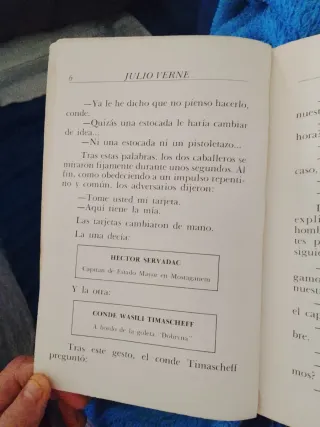 6
JULIO VERNE
—Ya le he dicho que no pienso hacerlo,
conde.
—Quizás una estocada le haría cambiar
de idea...
—Ni una estocada ni un pistoletazo...
Tras estas palabras, los dos caballeros se
miraron fijamente durante unos segundos. Al
fin, como obedeciendo a un impulso repenti-
no y común, los adversarios dijeron:
—Tome usted mi tarjeta.
—Aquí tiene la mía.
Las tarjetas cambiaron de mano.
La una decía:
HECTOR SERVADAC
Capitán de Estado Mayor en Mostaganem
Y la otra:
CONDE WASILI TIMASCHEFF
A bordo de la goleta "Dobryna"
Tras este gesto, el conde Timascheff
preguntó:
nuest
haría
caso,
expli
homb
tes p
siguie
gamo
nuest
el cap
bre.
mos?